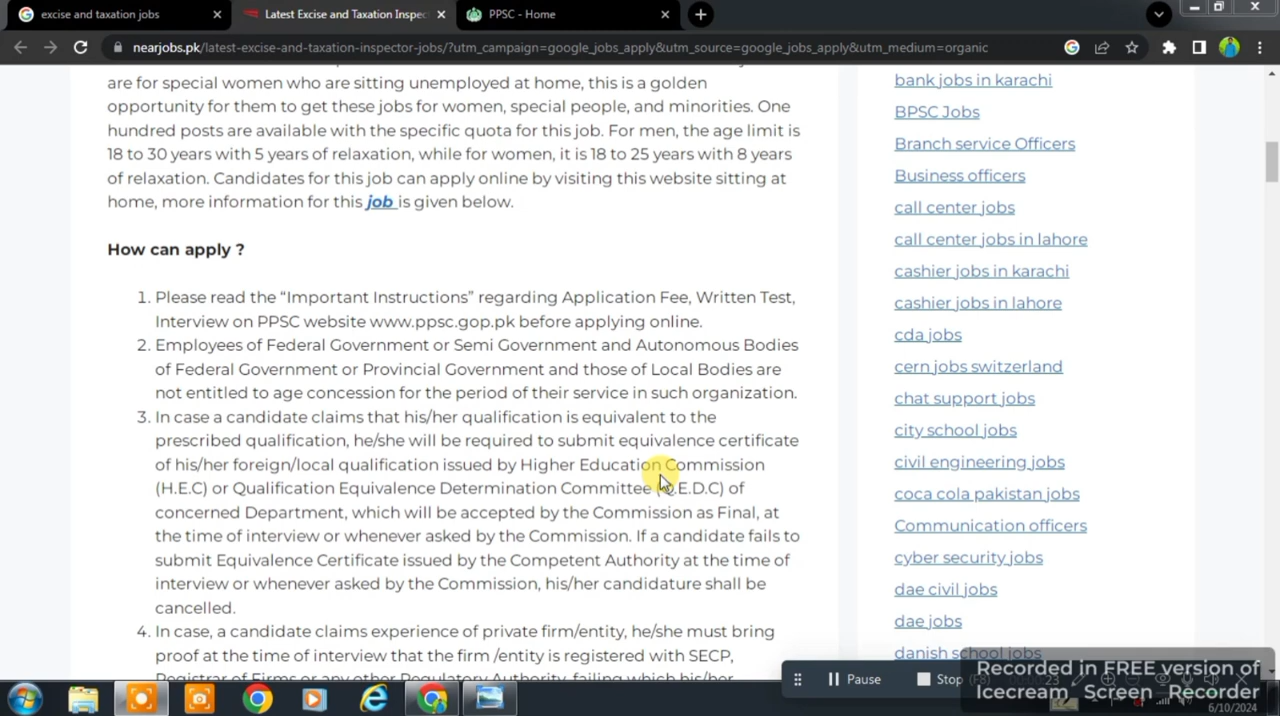 excise and taxation jobs
Latest Excise and Taxation Inspec
PPSC - Home
nearjobs.pk/latest-excise-and-taxation-inspector-jobs/?utm_campaign=google_jobs_apply&utm_source=google_jobs_apply&utm_medium=organic
are for special women who are sitting unemployed at home, this is a golden
opportunity for them to get these jobs for women, special people, and minorities. One
hundred posts are available with the specific quota for this job. For men, the age limit is
18 to 30 years with 5 years of relaxation, while for women, it is 18 to 25 years with 8 years
of relaxation. Candidates for this job can apply online by visiting this website sitting at
home, more information for this job is given below.
How can apply ?
1. Please read the “Important Instructions” regarding Application Fee, Written Test,
Interview on PPSC website www.ppsc.gop.pk before applying online.
2. Employees of Federal Government or Semi Government and Autonomous Bodies
of Federal Government or Provincial Government and those of Local Bodies are
not entitled to age concession for the period of their service in such organization.
3. In case a candidate claims that his/her qualification is equivalent to the
prescribed qualification, he/she will be required to submit equivalence certificate
of his/her foreign/local qualification issued by Higher Education Commission
(H.E.C) or Qualification Equivalence Determination Committee (Q.E.D.C) of
concerned Department, which will be accepted by the Commission as Final, at
the time of interview or whenever asked by the Commission. If a candidate fails to
submit Equivalence Certificate issued by the Competent Authority at the time of
interview or whenever asked by the Commission, his/her candidature shall be
cancelled.
4. In case, a candidate claims experience of private firm/entity, he/she must bring
proof at the time of interview that the firm /entity is registered with SECP,
Registrar of Firms or any other Regulatory Authority, failing which his/her
bank jobs in karachi
BPSC Jobs
Branch service Officers
Business officers
call center jobs
call center jobs in lahore
cashier jobs in karachi
cashier jobs in lahore
cda jobs
cern jobs switzerland
chat support jobs
city school jobs
civil engineering jobs
coca cola pakistan jobs
Communication officers
cyber security jobs
dae civil jobs
dae jobs
danish school jobs
Pause
Stop (F8)
Recorded in FREE version of
Icecream Screen Recorder
6/10/2024